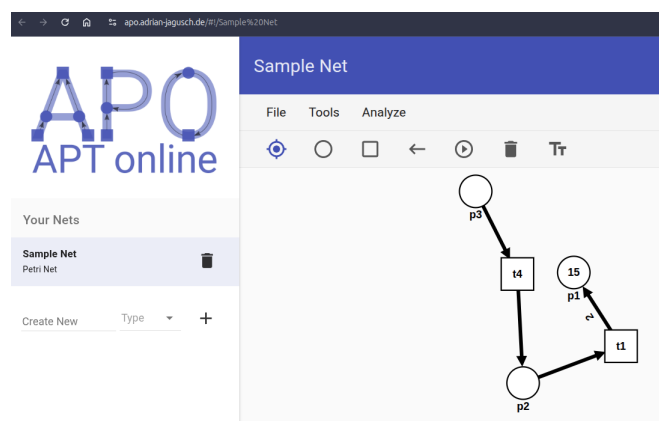 apo.adrian-jagusch.de/#!/Sample%20Net
APO
APT online
Your Nets
Sample Net
Petri Net
Create New
Type
Sample Net
File Tools Analyze
Tт
p3
t4
15
p1
2
t1
p2